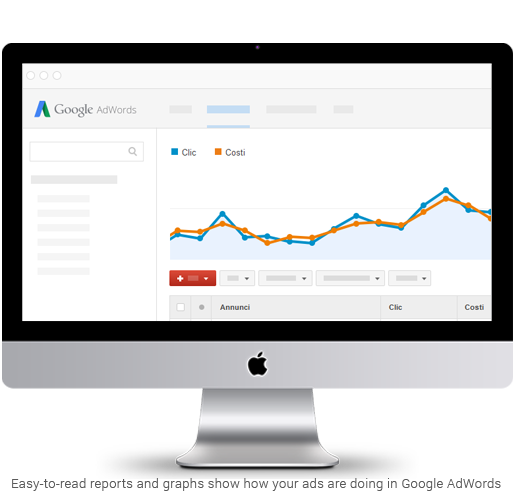 Google AdWords
Clic Costi
Annunci Clic Costi
Easy-to-read reports and graphs show how your ads are doing in Google AdWords